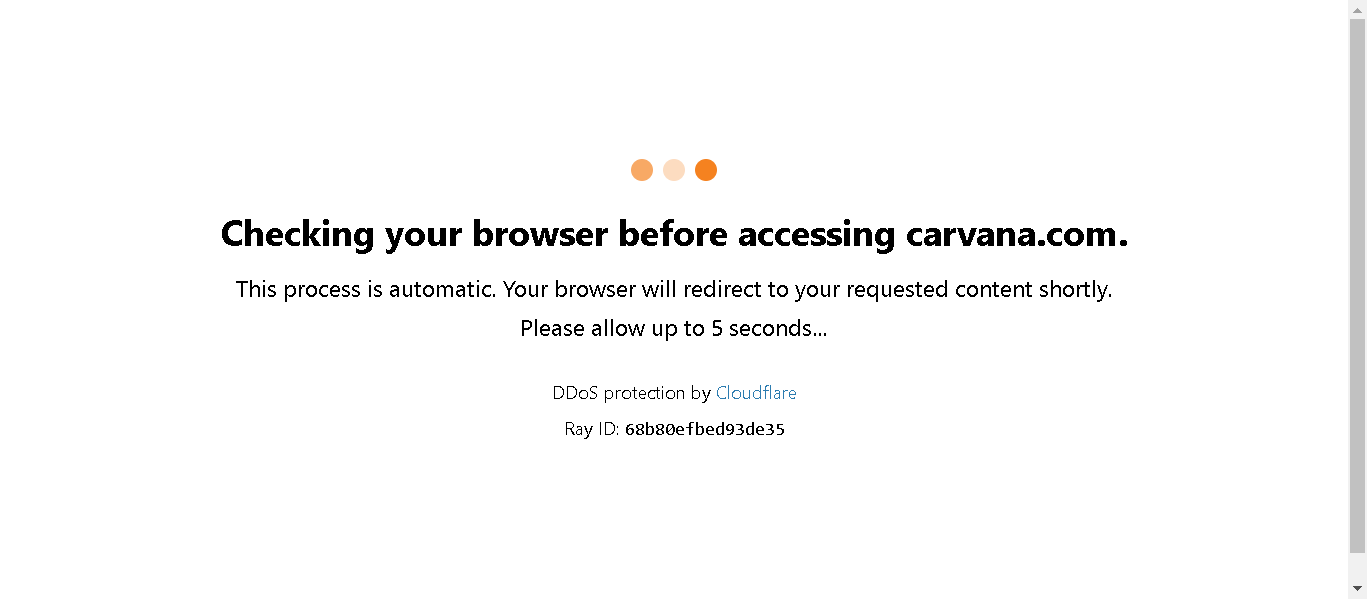 Checking your browser before accessing carvana.com.
This process is automatic. Your browser will redirect to your requested content shortly.
Please allow up to 5 seconds...
DDoS protection by Cloudflare
Ray ID: 68b80efbed93de35